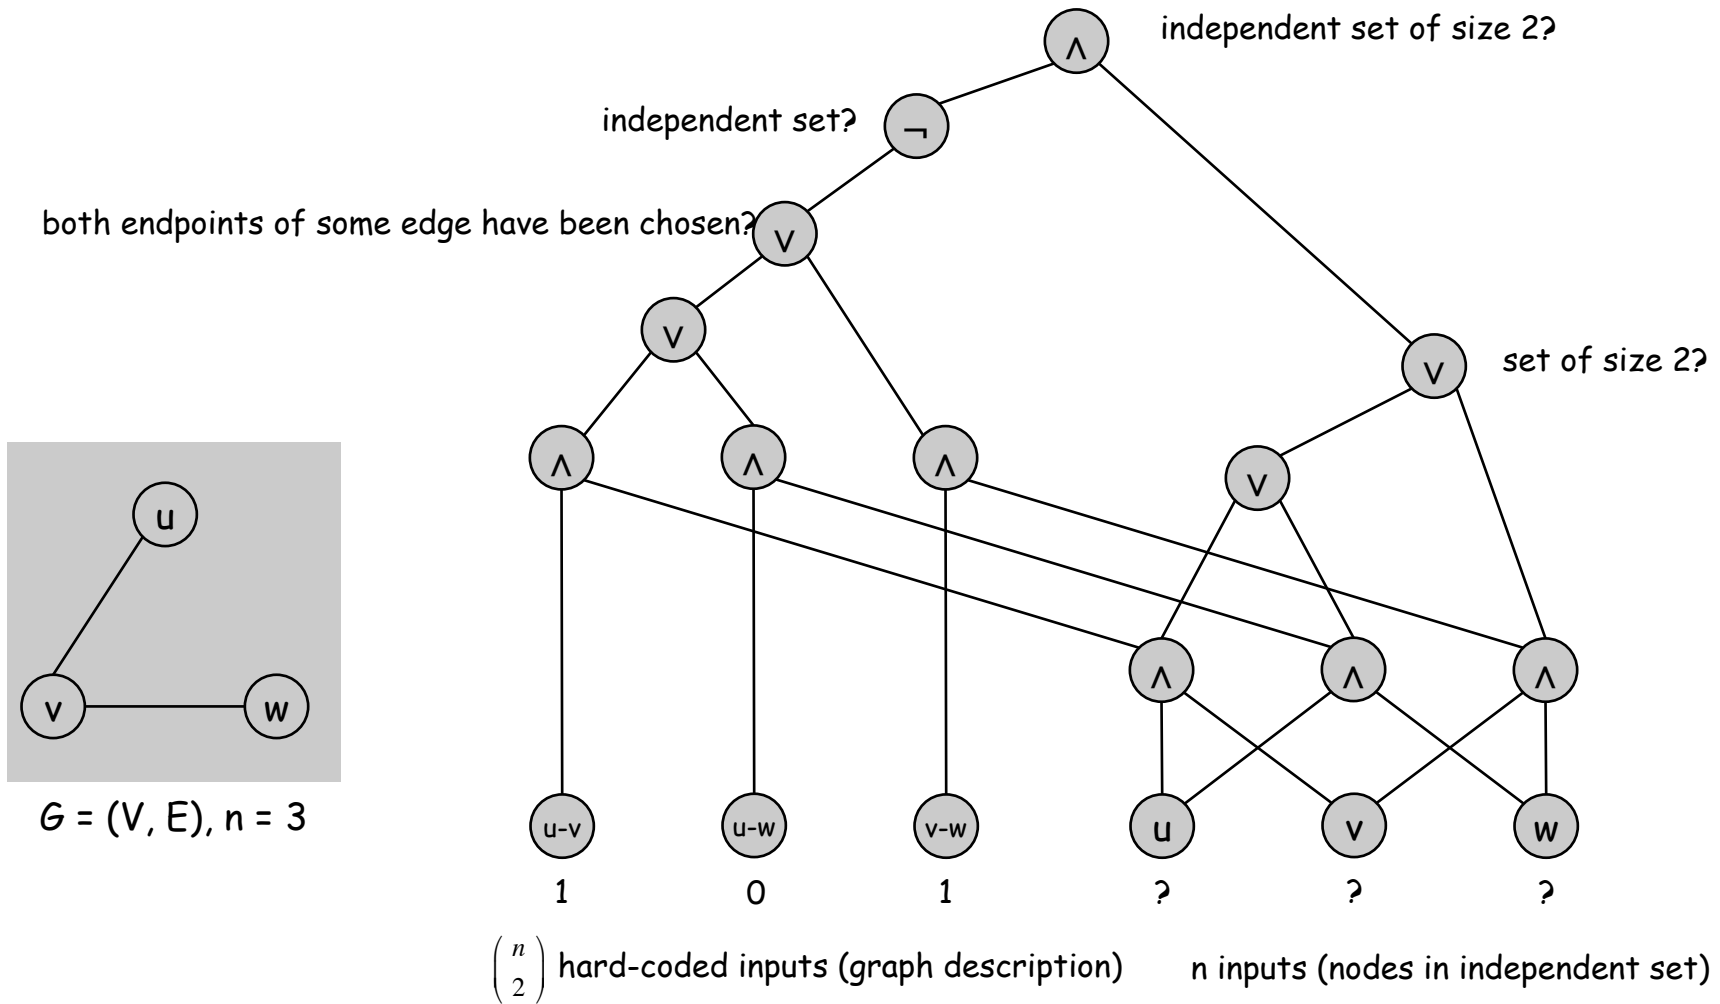 ∧
independent set of size 2?
independent set?
¬
both endpoints of some edge have been chosen?
∨
∨
∨
set of size 2?
∧
∧
∧
∨
u
v
w
G = (V, E), n = 3
∧
∧
∧
u-v
u-w
v-w
u
v
w
1
0
1
?
?
?
(n 2) hard-coded inputs (graph description)
n inputs (nodes in independent set)